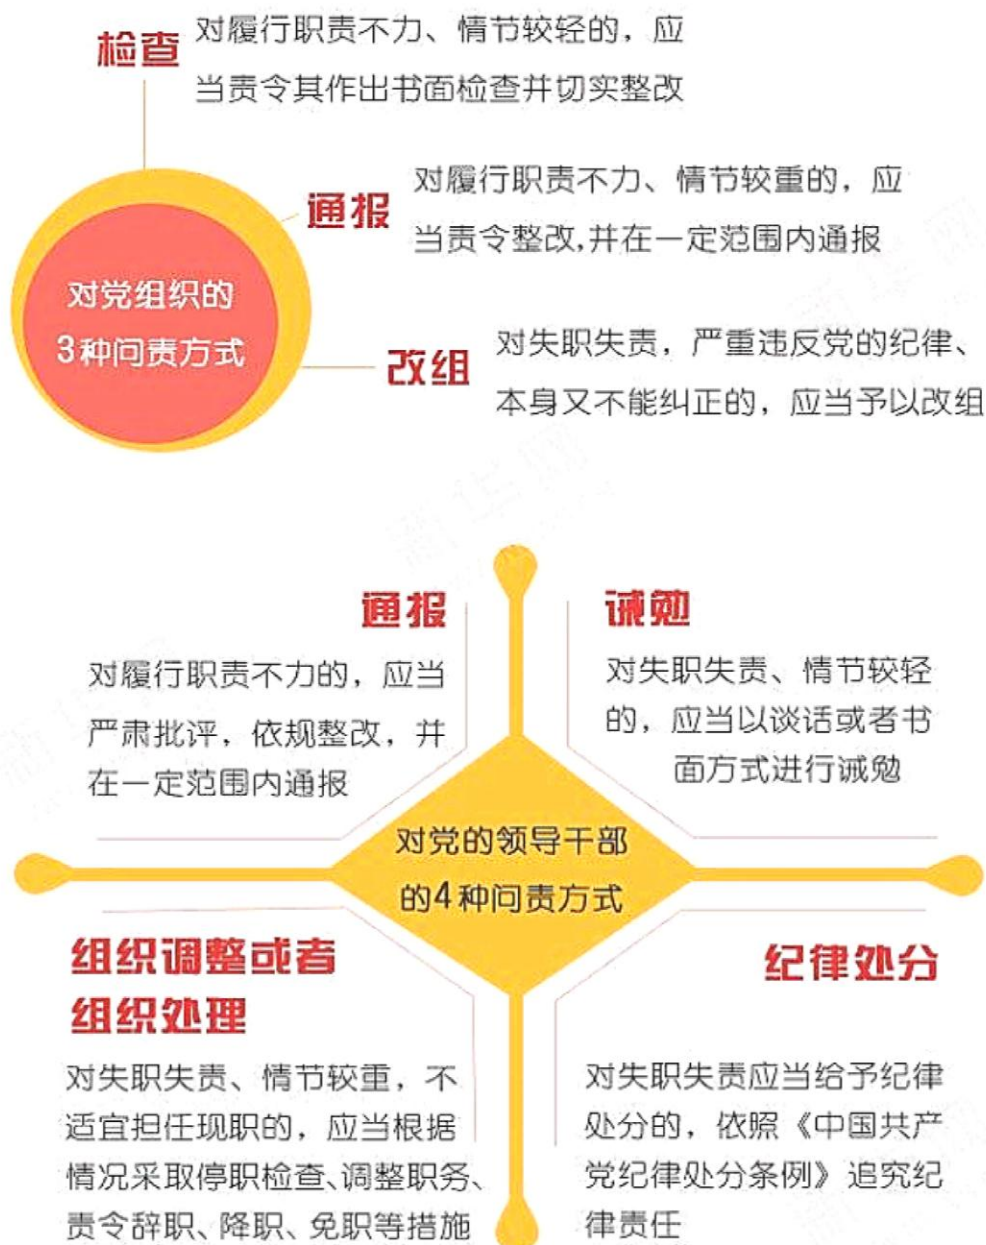 检查
对履行职责不力、情节较轻的，应
当责令其作出书面检查并切实整改
通报
对履行职责不力、情节较重的，应
当责令整改,并在一定范围内通报
对党组织的
3种问责方式
改组
对失职失责，严重违反党的纪律、
本身又不能纠正的，应当予以改组
通报
对履行职责不力的，应当
严肃批评，依规整改，并
在一定范围内通报
诫勉
对失职失责、情节较轻
的，应当以谈话或者书
面方式进行诫勉
对党的领导干部
的4种问责方式
组织调整或者
组织处理
对失职失责、情节较重，不
适宜担任现职的，应当根据
情况采取停职检查、调整职务、
责令辞职、降职、免职等措施
纪律处分
对失职失责应当给予纪律
处分的，依照《中国共产
党纪律处分条例》追究纪
律责任
新华网